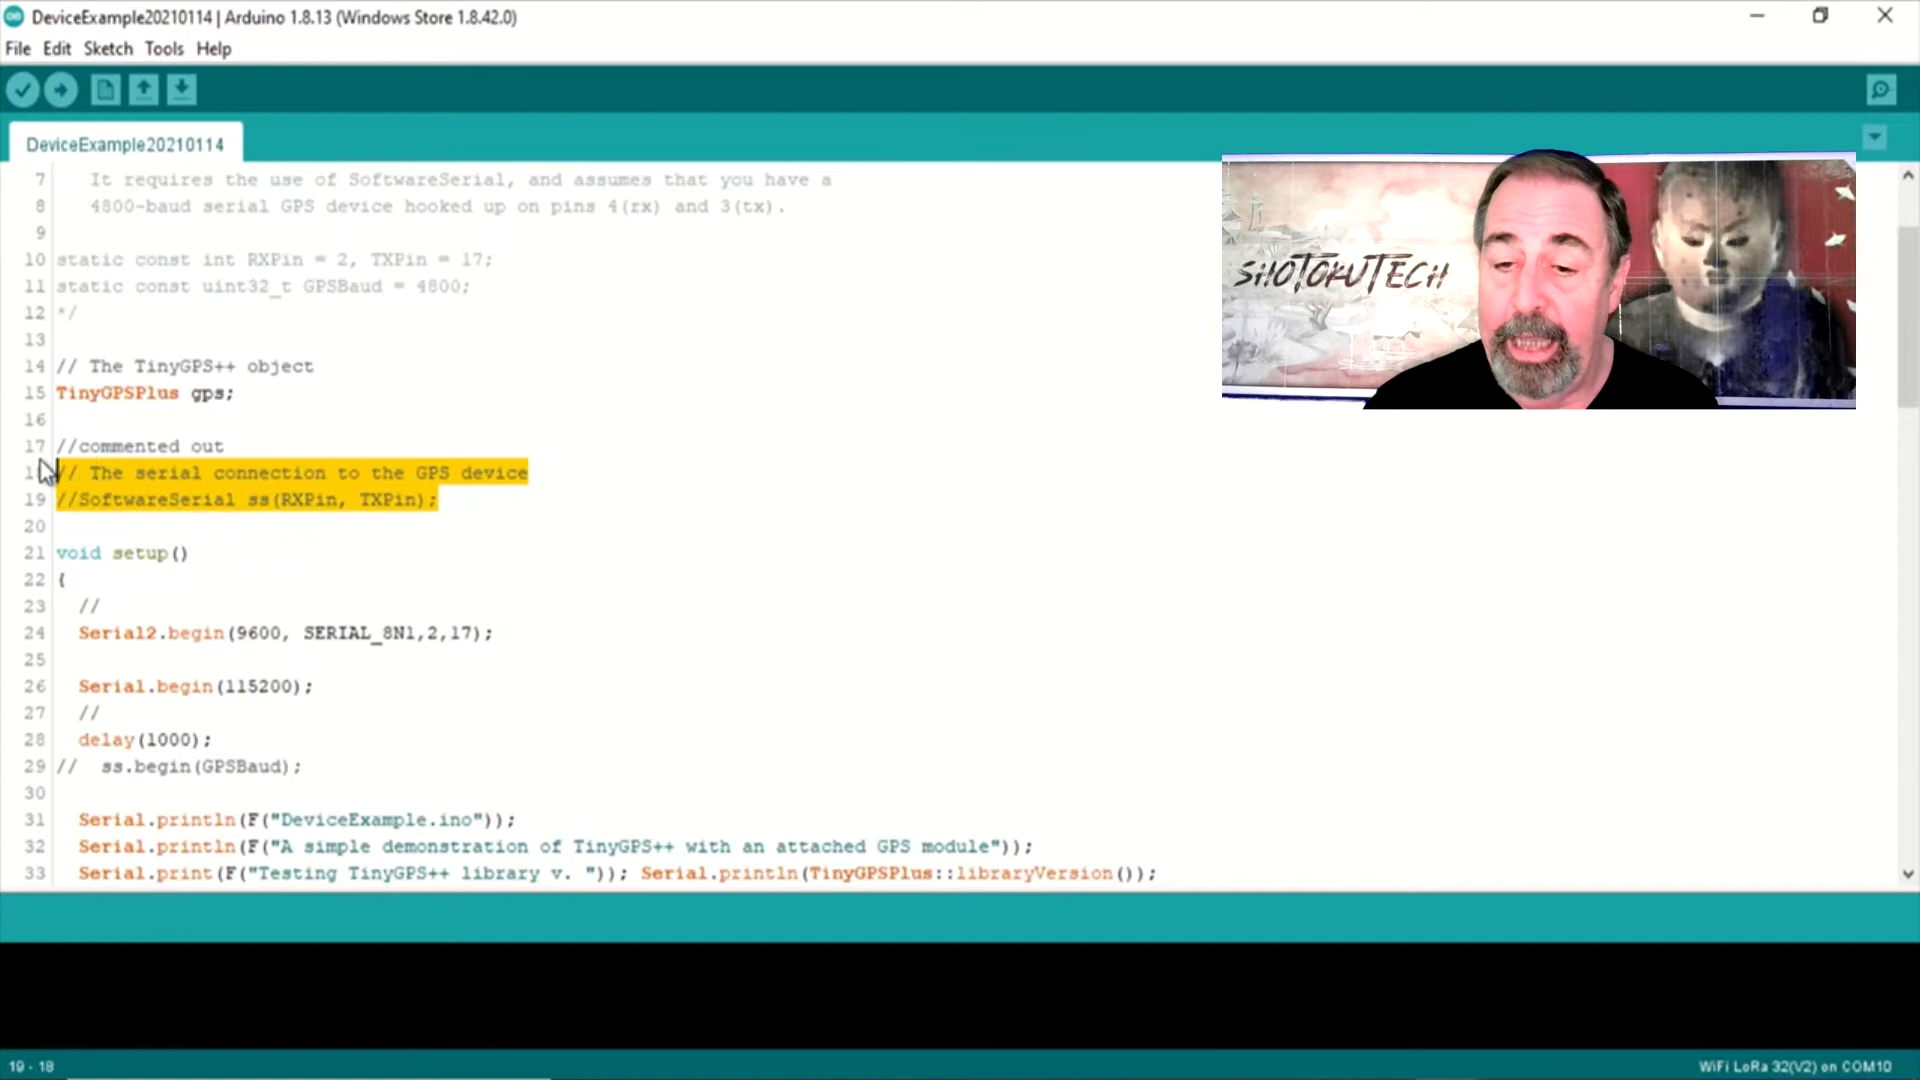 DeviceExample20210114 | Arduino 1.8.13 (Windows Store 1.8.42.0)
File Edit Sketch Tools Help
DeviceExample20210114
7 It requires the use of SoftwareSerial, and assumes that you have a
8 4800-baud serial GPS device hooked up on pins 4(rx) and 3(tx).
9
10 static const int RXPin = 2, TXPin = 17;
11 static const uint32_t GPSBaud = 4800;
12 */
13
14 // The TinyGPS++ object
15 TinyGPSPlus gps;
16
17 //commented out
// The serial connection to the GPS device
19 //SoftwareSerial ss(RXPin, TXPin);
20
21 void setup()
22 {
23 //
24 Serial2.begin(9600, SERIAL_8N1,2,17);
25
26 Serial.begin(115200);
27 //
28 delay(1000);
29 // ss.begin(GPSBaud);
30
31 Serial.println(F("DeviceExample.ino"));
32 Serial.println(F("A simple demonstration of TinyGPS++ with an attached GPS module"));
33 Serial.print(F("Testing TinyGPS++ library v. ")); Serial.println(TinyGPSPlus::libraryVersion());
SHOTOKUTECH
19 - 18
WiFi LoRa 32(V2) on COM10